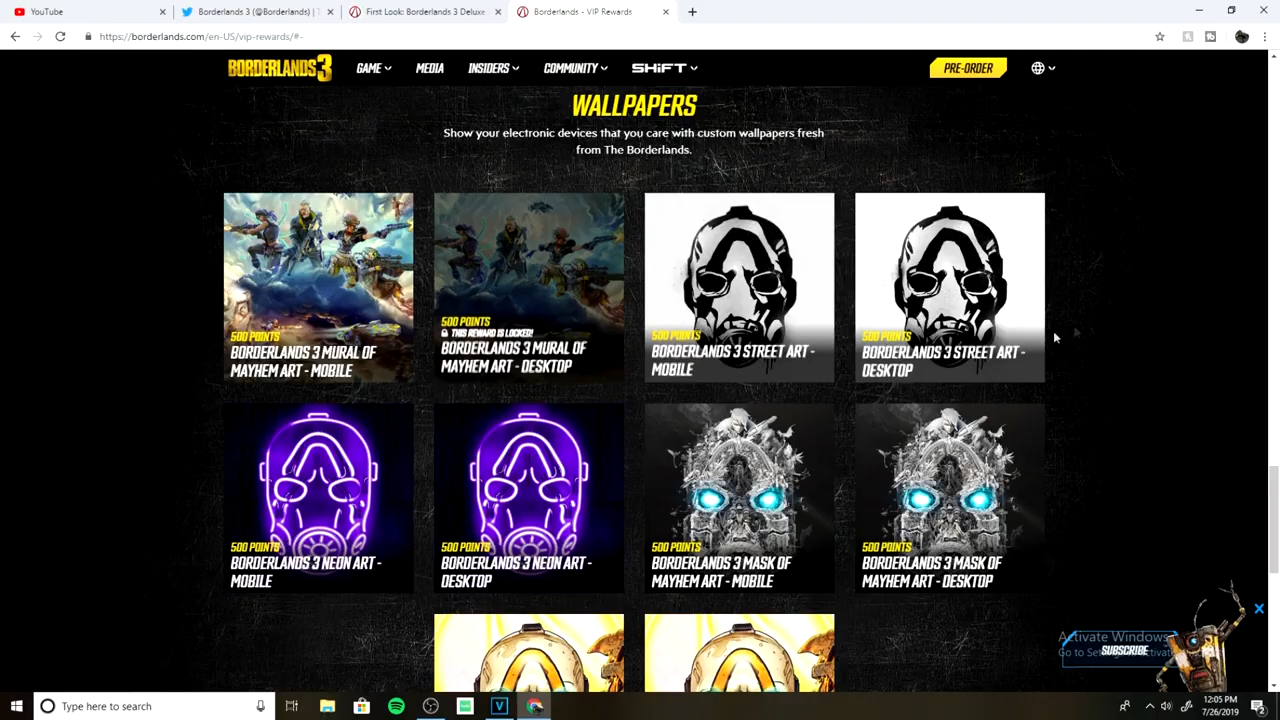 YouTube
Borderlands 3 (@Borderlands) | T
First Look: Borderlands 3 Deluxe
Borderlands - VIP Rewards
https://borderlands.com/en-US/vip-rewards/#-
BORDERLANDS 3
GAME
MEDIA
INSIDERS
COMMUNITY
SHiFT
PRE-ORDER
WALLPAPERS
Show your electronic devices that you care with custom wallpapers fresh
from The Borderlands.
500 POINTS
BORDERLANDS 3 MURAL OF
MAYHEM ART - MOBILE
500 POINTS
THIS REWARD IS LOCKED!
BORDERLANDS 3 MURAL OF
MAYHEM ART - DESKTOP
500 POINTS
BORDERLANDS 3 STREET ART -
MOBILE
500 POINTS
BORDERLANDS 3 STREET ART -
DESKTOP
500 POINTS
BORDERLANDS 3 NEON ART -
MOBILE
500 POINTS
BORDERLANDS 3 NEON ART -
DESKTOP
500 POINTS
BORDERLANDS 3 MASK OF
MAYHEM ART - MOBILE
500 POINTS
BORDERLANDS 3 MASK OF
MAYHEM ART - DESKTOP
Activate Windows
Go to
SUBSCRIBE
Type here to search
12:05 PM
7/26/2019
2